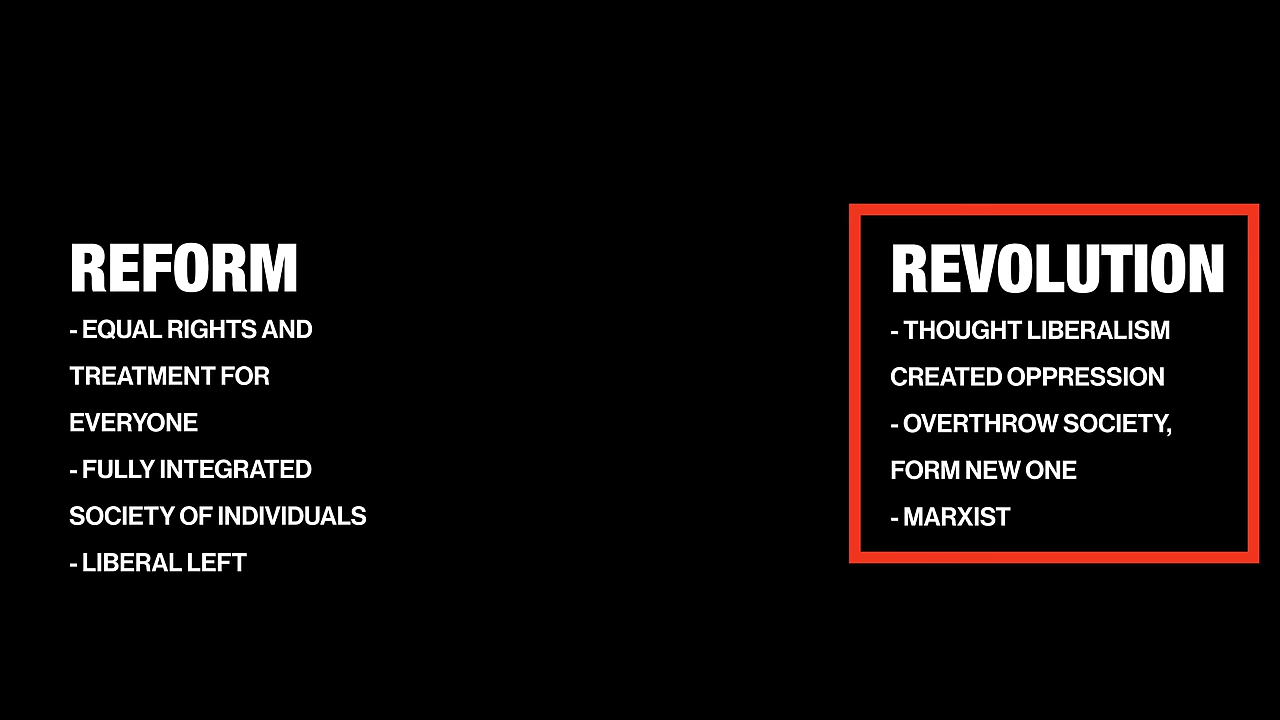 REFORM
- EQUAL RIGHTS AND
TREATMENT FOR
EVERYONE
- FULLY INTEGRATED
SOCIETY OF INDIVIDUALS
- LIBERAL LEFT
REVOLUTION
- THOUGHT LIBERALISM
CREATED OPPRESSION
- OVERTHROW SOCIETY,
FORM NEW ONE
- MARXIST